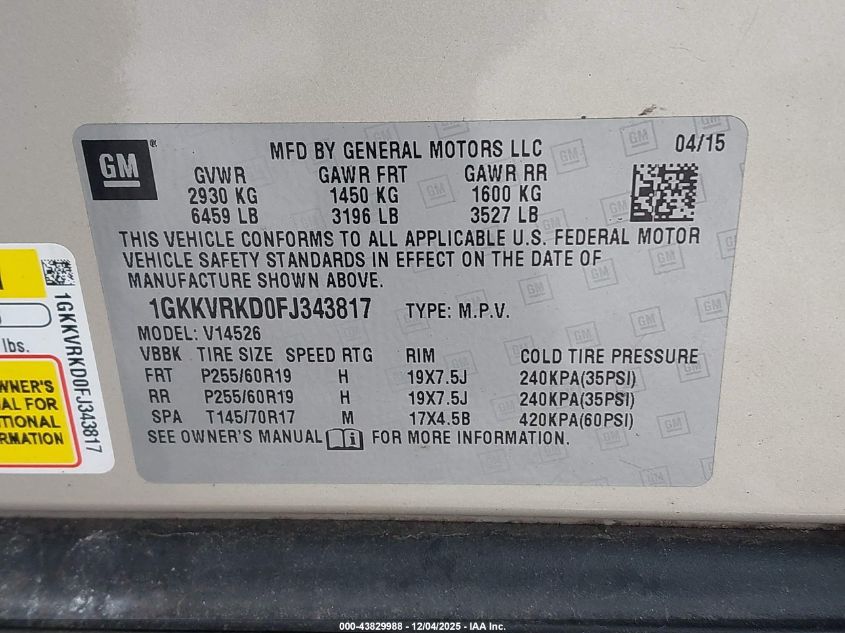 GM
MFD BY GENERAL MOTORS LLC
04/15
GVWR GAWR FRT GAWR RR
2930 KG 1450 KG 1600 KG
6459 LB 3196 LB 3527 LB
THIS VEHICLE CONFORMS TO ALL APPLICABLE U.S. FEDERAL MOTOR
VEHICLE SAFETY STANDARDS IN EFFECT ON THE DATE OF
MANUFACTURE SHOWN ABOVE.
1GKKVRKD0FJ343817 TYPE: M.P.V.
MODEL: V14526
VBBK TIRE SIZE SPEED RTG RIM COLD TIRE PRESSURE
FRT P255/60R19 H 19X7.5J 240KPA(35PSI)
RR P255/60R19 H 19X7.5J 240KPA(35PSI)
SPA T145/70R17 M 17X4.5B 420KPA(60PSI)
SEE OWNER'S MANUAL FOR MORE INFORMATION.
lbs.
WNER'S
AL FOR
TIONAL
RMATION
1GKKVRKD0FJ343817
000-43829988 - 12/04/2025 - IAA Inc.